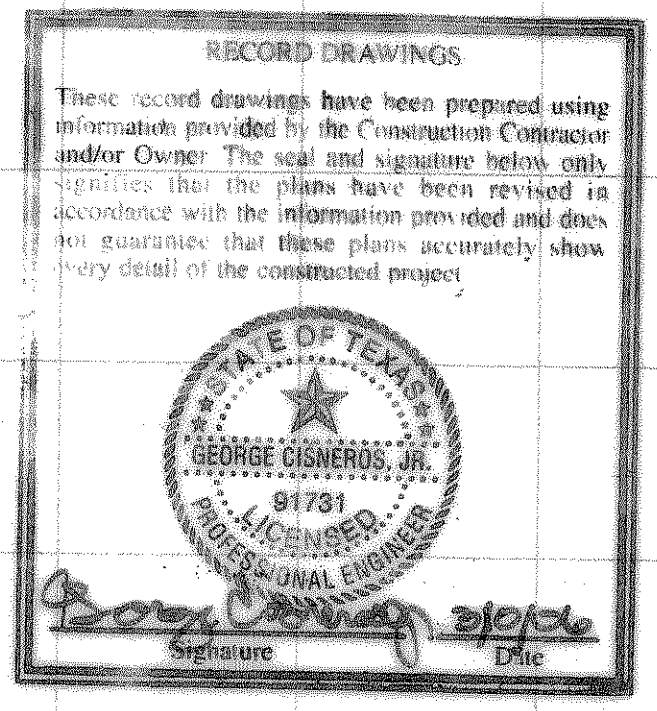 RECORD DRAWINGS
These record drawings have been prepared using
information provided by the Construction Contractor
and/or Owner. The seal and signature below only
signifies that the plans have been revised in
accordance with the information provided and does
not guarantee that these plans accurately show
every detail of the constructed project
STATE OF TEXAS
GEORGE CISNEROS, JR.
91731
LICENSED
PROFESSIONAL ENGINEER
Signature
Date